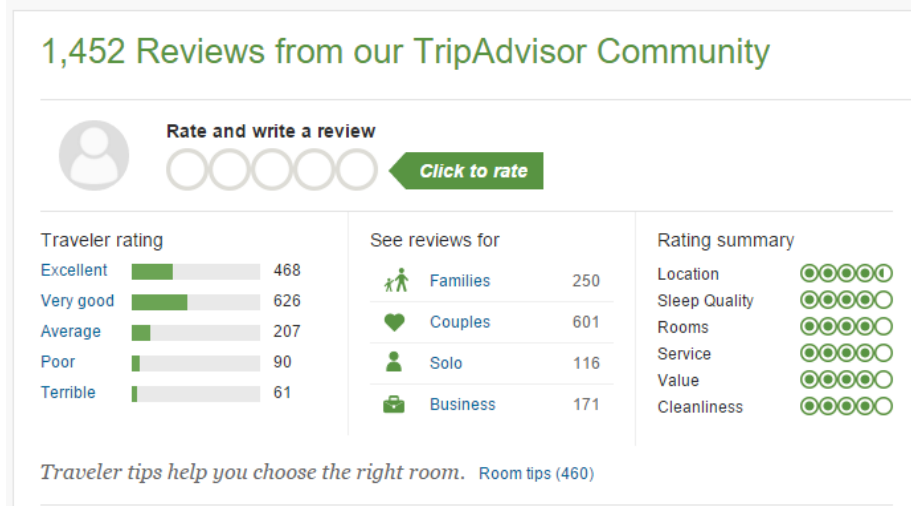 1,452 Reviews from our TripAdvisor Community
Rate and write a review
Click to rate
Traveler rating
Excellent 468
Very good 626
Average 207
Poor 90
Terrible 61
See reviews for
Families 250
Couples 601
Solo 116
Business 171
Rating summary
Location
Sleep Quality
Rooms
Service
Value
Cleanliness
Traveler tips help you choose the right room. Room tips (460)